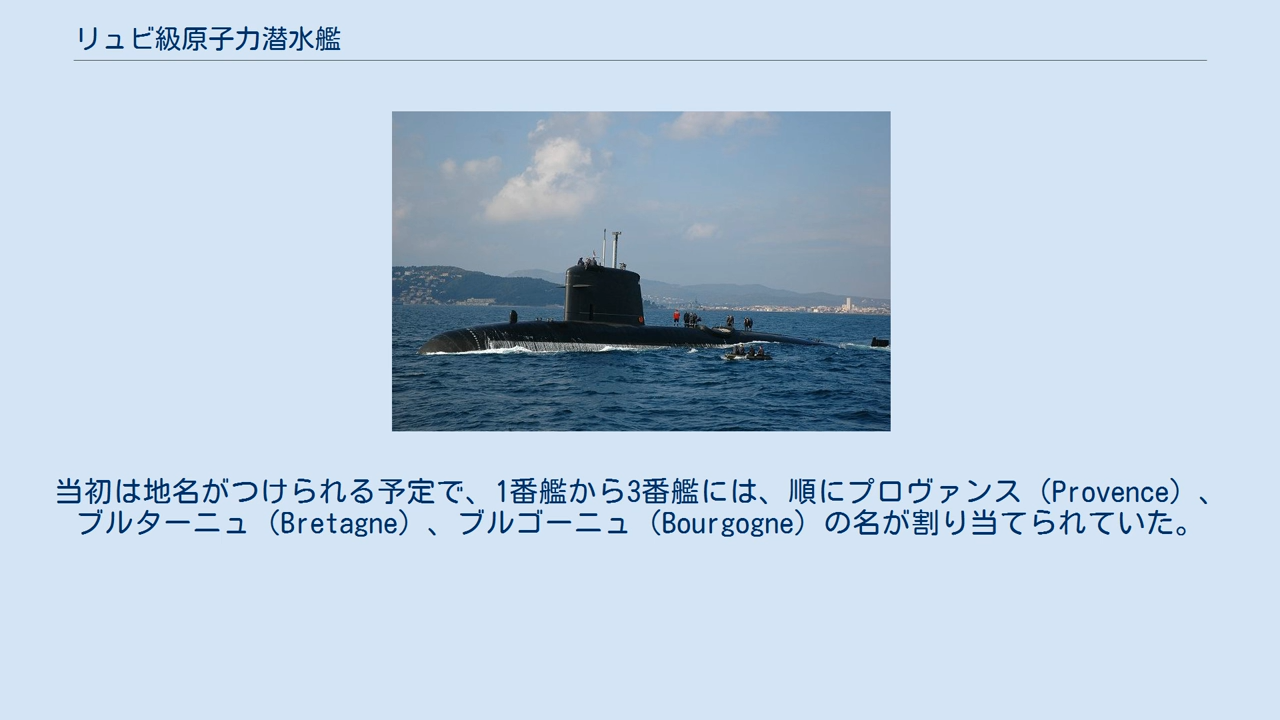 リュビ級原子力潜水艦
当初は地名がつけられる予定で、1番艦から3番艦には、順にプロヴァンス（Provence）、
ブルターニュ（Bretagne）、ブルゴーニュ（Bourgogne）の名が割り当てられていた。